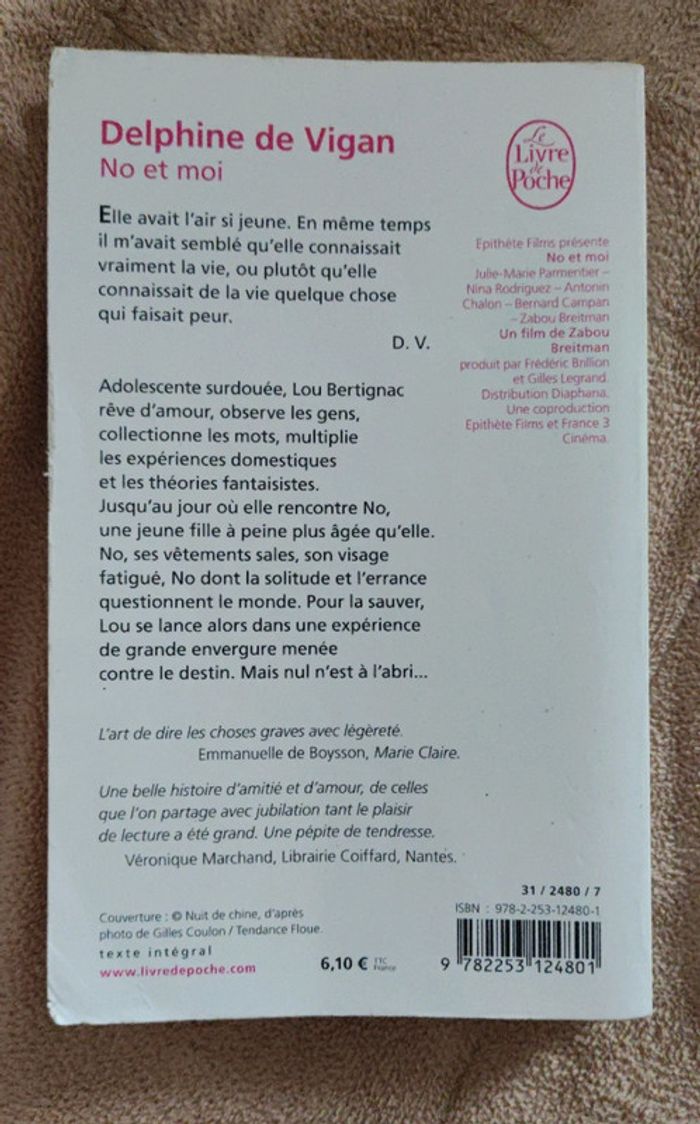 Delphine de Vigan
No et moi
Le
Livre
de
Poche
Elle avait l'air si jeune. En même temps
il m'avait semblé qu'elle connaissait
vraiment la vie, ou plutôt qu'elle
connaissait de la vie quelque chose
qui faisait peur.
D. V.
Adolescente surdouée, Lou Bertignac
rêve d'amour, observe les gens,
collectionne les mots, multiplie
les expériences domestiques
et les théories fantaisistes.
Jusqu'au jour où elle rencontre No,
une jeune fille à peine plus âgée qu'elle.
No, ses vêtements sales, son visage
fatigué, No dont la solitude et l'errance
questionnent le monde. Pour la sauver,
Lou se lance alors dans une expérience
de grande envergure menée
contre le destin. Mais nul n'est à l'abri...
L'art de dire les choses graves avec légèreté.
Emmanuelle de Boysson, Marie Claire.
Une belle histoire d'amitié et d'amour, de celles
que l'on partage avec jubilation tant le plaisir
de lecture a été grand. Une pépite de tendresse.
Véronique Marchand, Librairie Coiffard, Nantes.
Epithète Films présente
No et moi
Julie-Marie Parmentier –
Nina Rodriguez – Antonin
Chalon – Bernard Campan
– Zabou Breitman
Un film de Zabou
Breitman
produit par Frédéric Brillion
et Gilles Legrand.
Distribution Diaphana.
Une coproduction
Epithète Films et France 3
Cinéma.
Couverture : © Nuit de chine, d'après
photo de Gilles Coulon / Tendance Floue.
texte intégral
www.livredepoche.com
6,10 € TTC
France
31 / 2480 / 7
ISBN : 978-2-253-12480-1
9 782253 124801